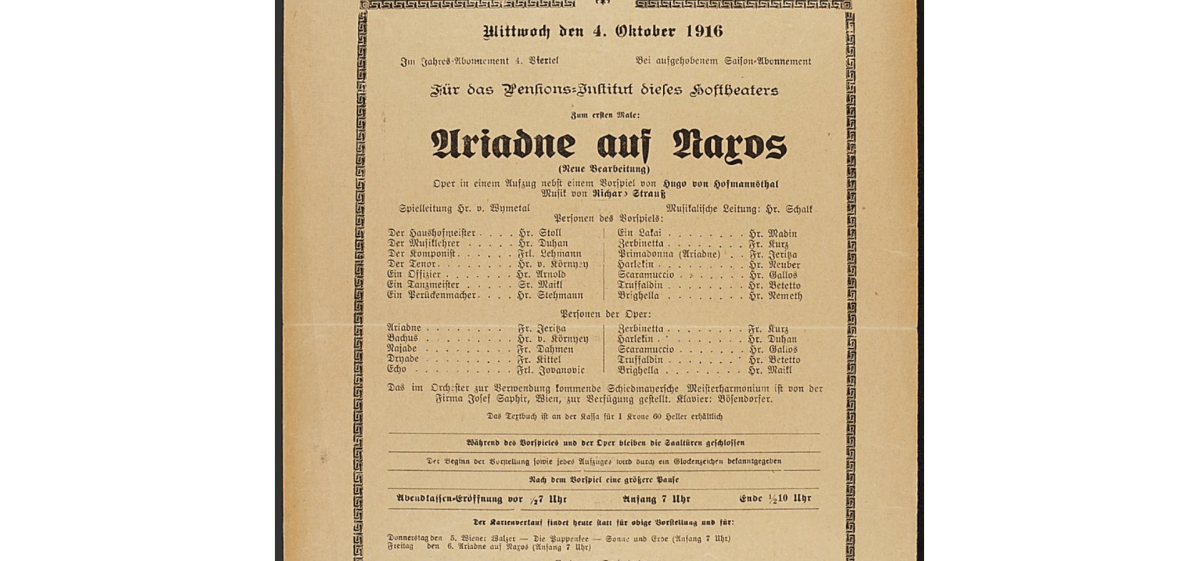 Mittwoch den 4. Oktober 1916
Im Jahres-Abonnement 4. Viertel Bei aufgehobenem Saison-Abonnement
Für das Pensions-Institut dieses Hoftheaters
Zum ersten Male:
Ariadne auf Naxos
(Neue Bearbeitung)
Oper in einem Aufzug nebst einem Vorspiel von Hugo von Hofmannsthal
Musik von Richard Strauß
Spielleitung Hr. v. Wymetal Musikalische Leitung: Hr. Schalk
Personen des Vorspiels:
Der Haushofmeister . . . . Hr. Stoll
Der Musiklehrer . . . . . Hr. Duhan
Der Komponist . . . . . . Frl. Lehmann
Der Tenor . . . . . . . . Hr. v. Környey
Ein Offizier . . . . . . . Hr. Arnold
Ein Tanzmeister . . . . . Hr. Maikl
Ein Perückenmacher . . . . Hr. Stehmann
Ein Lakai . . . . . . . . Hr. Madin
Zerbinetta . . . . . . . . Fr. Kurz
Primadonna (Ariadne) . . Fr. Jeritza
Harlekin . . . . . . . . . Hr. Neuber
Scaramuccio . . . . . . . Hr. Gallos
Truffaldin . . . . . . . . Hr. Betetto
Brighella . . . . . . . . Hr. Nemeth
Personen der Oper:
Ariadne . . . . . . . . . Fr. Jeritza
Bachus . . . . . . . . . . Hr. v. Környey
Najade . . . . . . . . . . Fr. Dahmen
Dryade . . . . . . . . . . Fr. Kittel
Echo . . . . . . . . . . . Frl. Jovanovic
Zerbinetta . . . . . . . . Fr. Kurz
Harlekin . . . . . . . . . Hr. Duhan
Scaramuccio . . . . . . . Hr. Gallos
Truffaldin . . . . . . . . Hr. Betetto
Brighella . . . . . . . . Hr. Maikl
Das im Orchester zur Verwendung kommende Schiedmayersche Meisterharmonium ist von der
Firma Josef Saphir, Wien, zur Verfügung gestellt. Klavier: Bösendorfer.
Das Textbuch ist an der Kassa für 1 Krone 60 Heller erhältlich
Während des Vorspieles und der Oper bleiben die Saaltüren geschlossen
Der Beginn der Vorstellung sowie jedes Aufzuges wird durch ein Glockenzeichen bekanntgegeben
Nach dem Vorspiel eine größere Pause
Abendkassen-Eröffnung vor ½7 Uhr Anfang 7 Uhr Ende ½10 Uhr
Der Kartenverkauf findet heute statt für obige Vorstellung und für:
Donnerstag den 5. Wiener Walzer — Die Puppenfee — Sonne und Erde (Anfang 7 Uhr)
Freitag den 6. Ariadne auf Naxos (Anfang 7 Uhr)